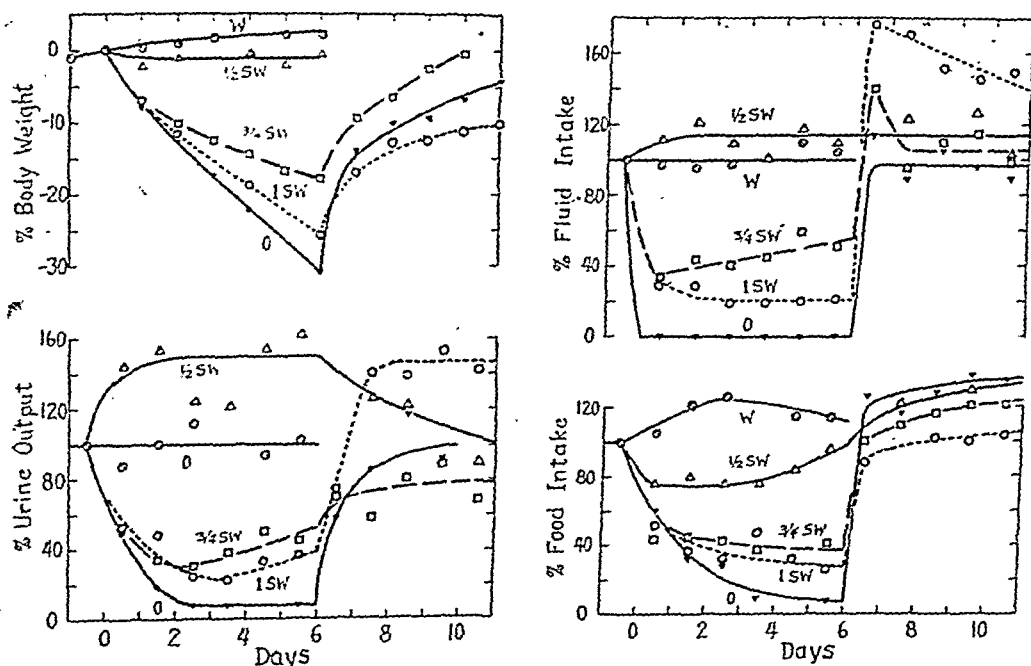 % Body Weight
0
-10
-20
-30
W
½SW
¾SW
1SW
0
% Fluid Intake
160
120
80
40
0
½SW
W
¾SW
1SW
0
% Urine Output
160
120
80
40
0
½SW
0
¾SW
1SW
0
0 2 4 6 8 10
Days
% Food Intake
120
80
40
0
W
½SW
¾SW
1SW
0
0 2 4 6 8 10
Days